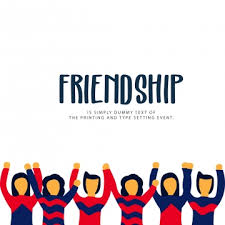 FRIENDSHIP
IS SIMPLY DUMMY TEXT OF
THE PRINTING AND TYPE SETTING EVENT.